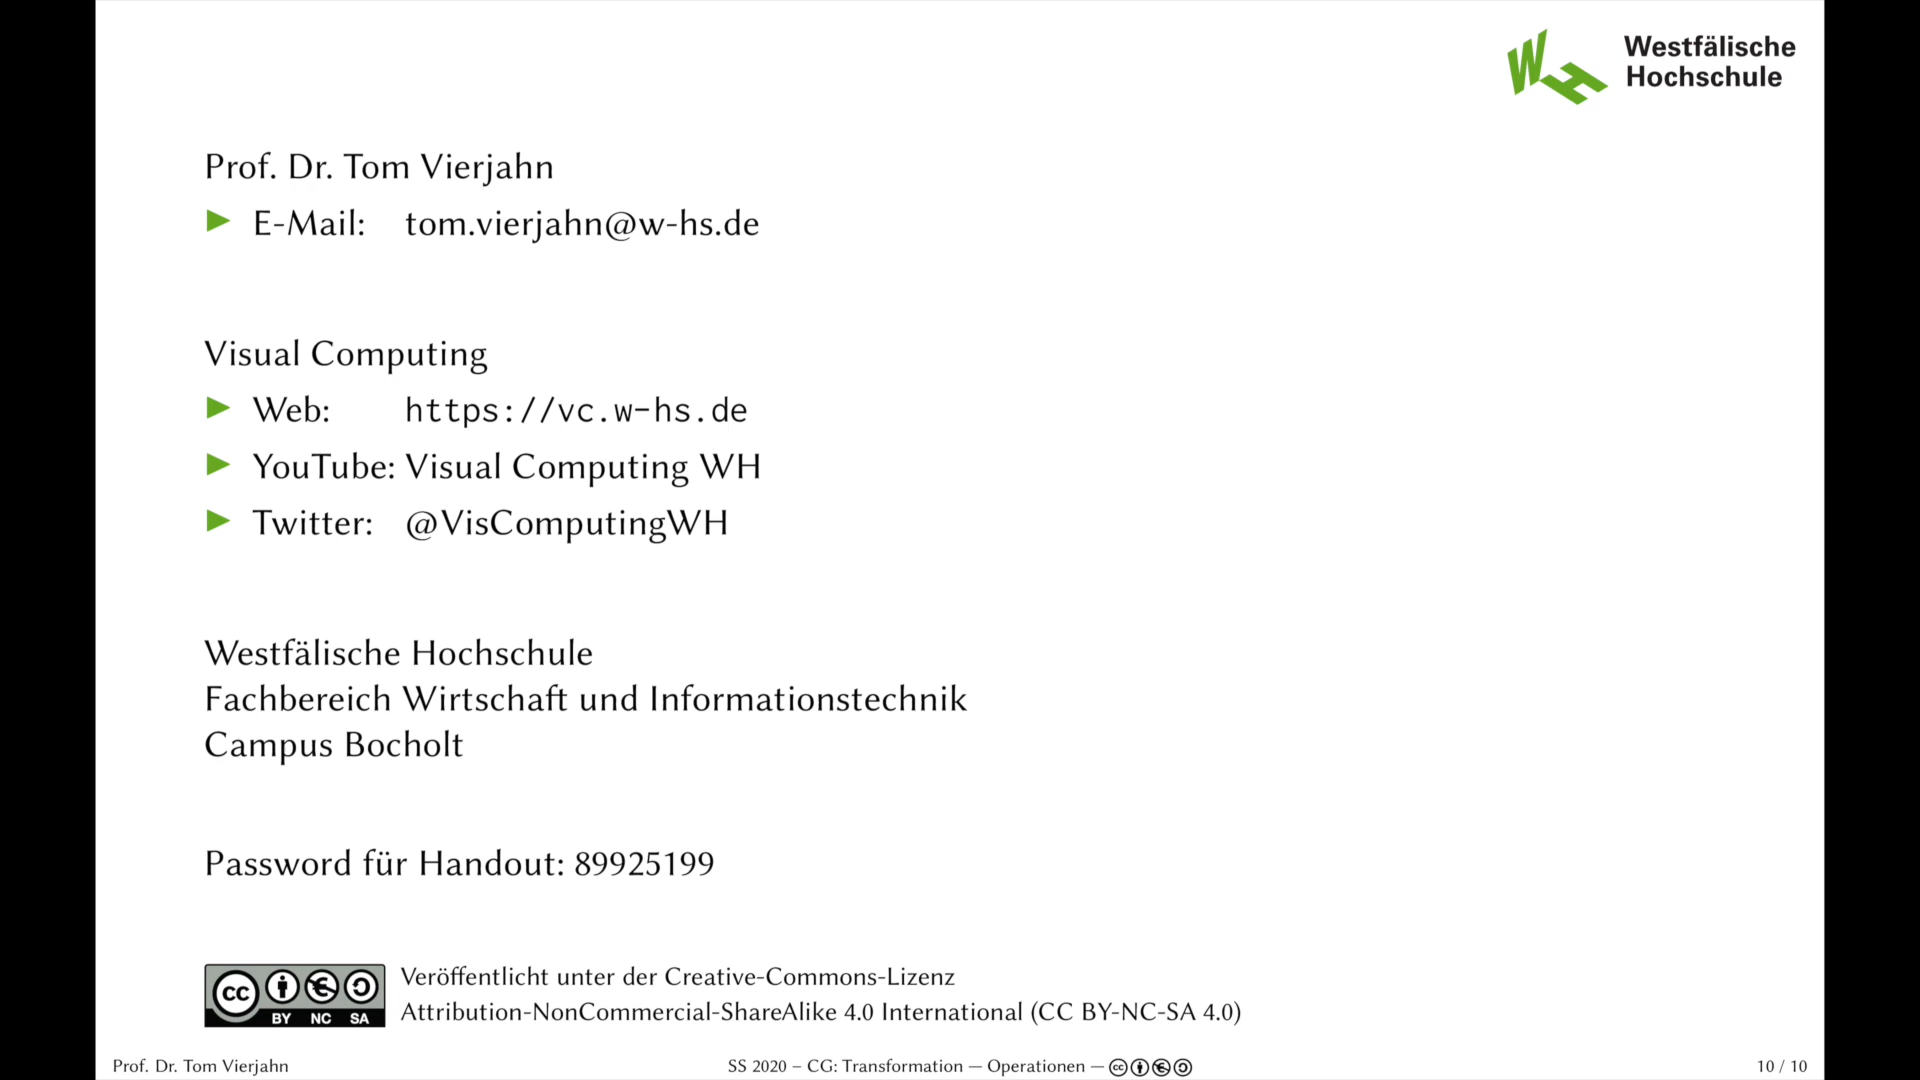 WH Westfälische
Hochschule
Prof. Dr. Tom Vierjahn
E-Mail: tom.vierjahn@w-hs.de
Visual Computing
Web: https://vc.w-hs.de
YouTube: Visual Computing WH
Twitter: @VisComputingWH
Westfälische Hochschule
Fachbereich Wirtschaft und Informationstechnik
Campus Bocholt
Password für Handout: 89925199
cc BY NC SA
Veröffentlicht unter der Creative-Commons-Lizenz
Attribution-NonCommercial-ShareAlike 4.0 International (CC BY-NC-SA 4.0)
Prof. Dr. Tom Vierjahn SS 2020 – CG: Transformation — Operationen — cc 10 / 10